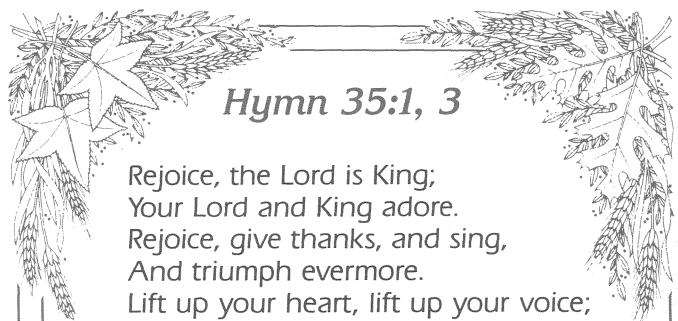 Hymn 35:1, 3
Rejoice, the Lord is King;
Your Lord and King adore.
Rejoice, give thanks, and sing,
And triumph evermore.
Lift up your heart, lift up your voice;